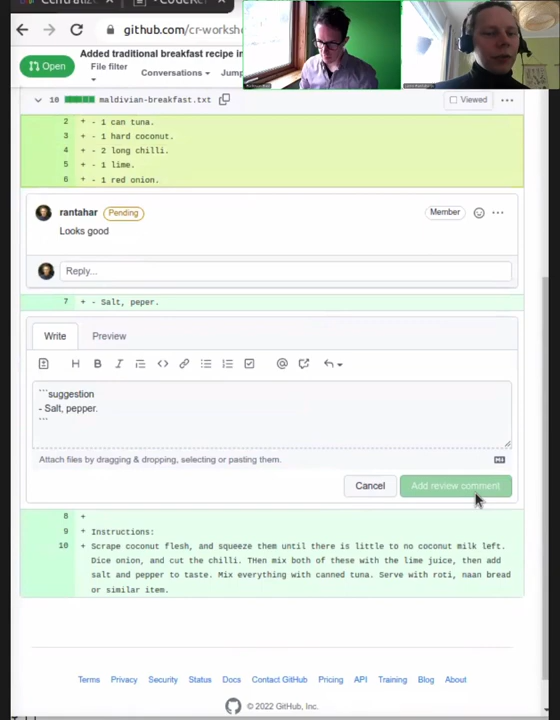 github.com/cr-worksh
Added traditional breakfast recipe in
Open
File filter
Conversations
Jump
10 maldivian-breakfast.txt
Viewed
2 + - 1 can tuna.
3 + - 1 hard coconut.
4 + - 2 long chilli.
5 + - 1 lime.
6 + - 1 red onion.
rantahar Pending Member
Looks good
Reply...
7 + - Salt, peper.
Write Preview
```suggestion
- Salt, pepper.
```
Attach files by dragging & dropping, selecting or pasting them.
Cancel Add review comment
8 +
9 + Instructions:
10 + Scrape coconut flesh, and squeeze them until there is little to no coconut milk left.
Dice onion, and cut the chilli. THen mix both of these with the lime juice, then add
salt and pepper to taste. Mix everything with canned tuna. Serve with roti, naan bread
or similar item.
Terms Privacy Security Status Docs Contact GitHub Pricing API Training Blog About
© 2022 GitHub, Inc.